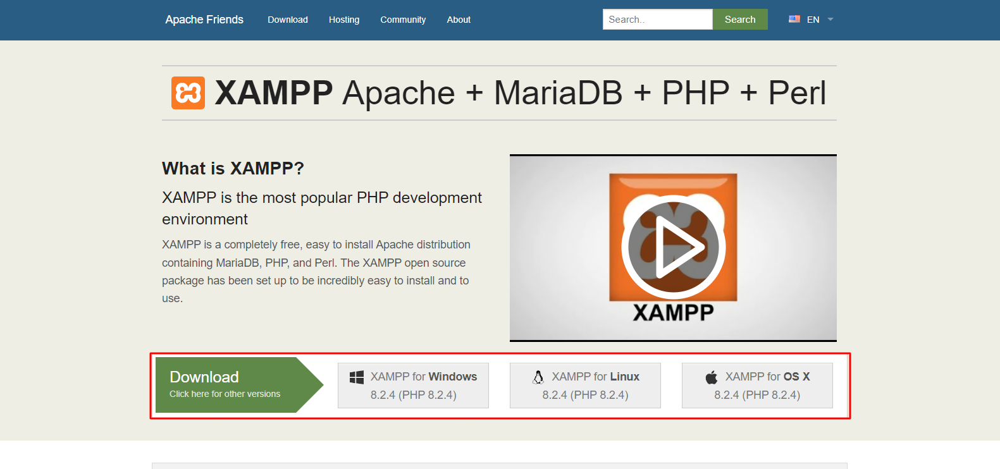 Apache Friends Download Hosting Community About Search.. Search EN
XAMPP Apache + MariaDB + PHP + Perl
What is XAMPP?
XAMPP is the most popular PHP development
environment
XAMPP is a completely free, easy to install Apache distribution
containing MariaDB, PHP, and Perl. The XAMPP open source
package has been set up to be incredibly easy to install and to
use.
XAMPP
Download
Click here for other versions
XAMPP for Windows
8.2.4 (PHP 8.2.4)
XAMPP for Linux
8.2.4 (PHP 8.2.4)
XAMPP for OS X
8.2.4 (PHP 8.2.4)